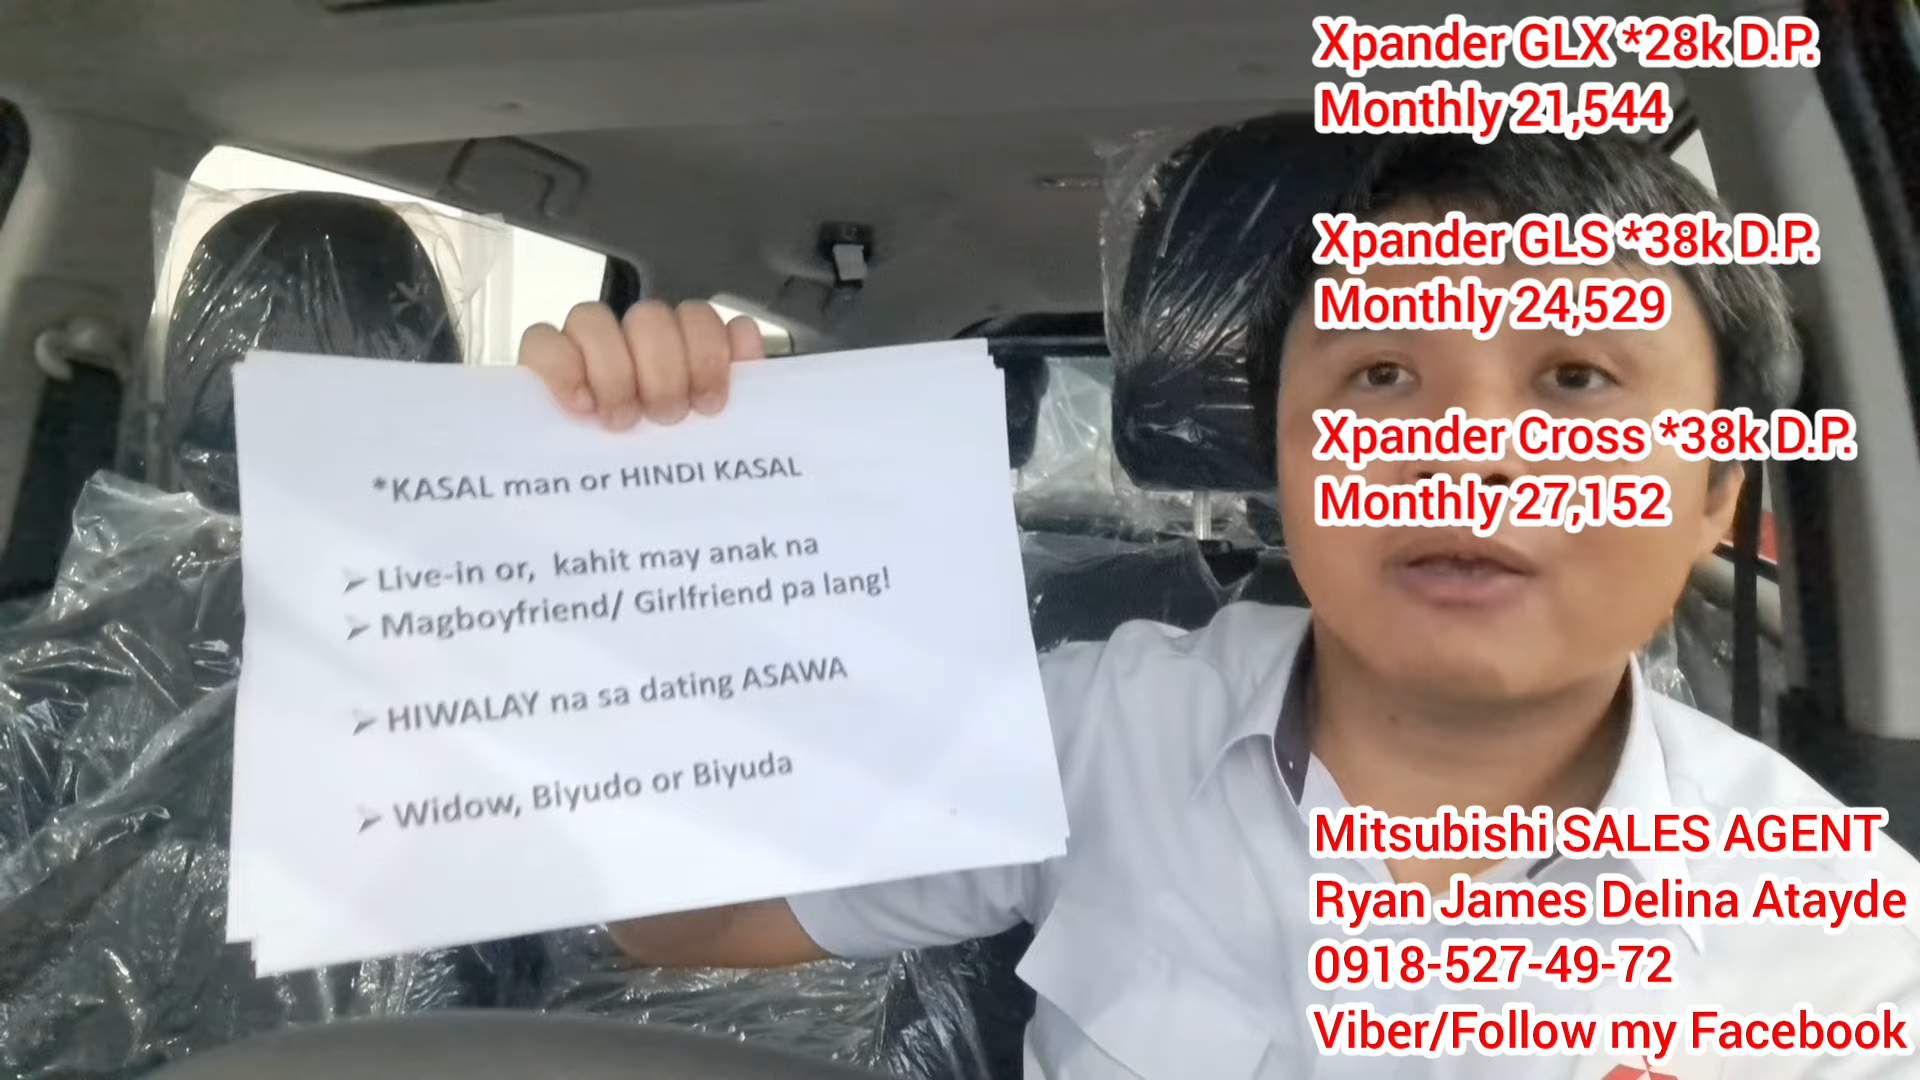 *KASAL man or HINDI KASAL
➢ Live-in or, kahit may anak na
➢ Magboyfriend/ Girlfriend pa lang!
➢ HIWALAY na sa dating ASAWA
➢ Widow, Biyudo or Biyuda
Xpander GLX *28k D.P.
Monthly 21,544
Xpander GLS *38k D.P.
Monthly 24,529
Xpander Cross *38k D.P.
Monthly 27,152
Mitsubishi SALES AGENT
Ryan James Delina Atayde
0918-527-49-72
Viber/Follow my Facebook